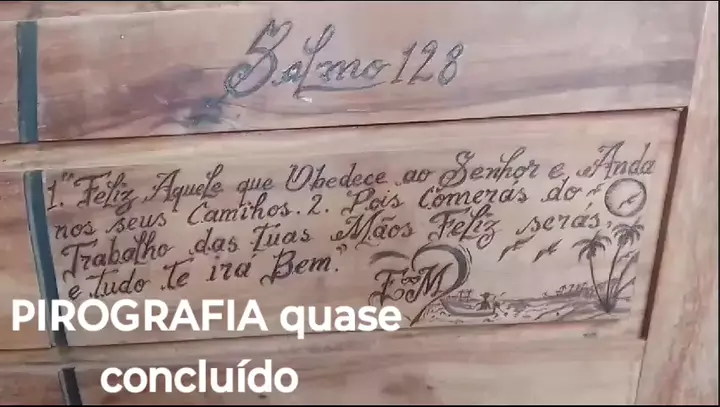 Salmo 128
1. "Feliz Aquele que Obedece ao Senhor e Anda
nos seus Camihos. 2. Pois Comerás do
Trabalho das Tuas Mãos Feliz serás,
e tudo te irá Bem."
E M
PIROGRAFIA quase
concluído